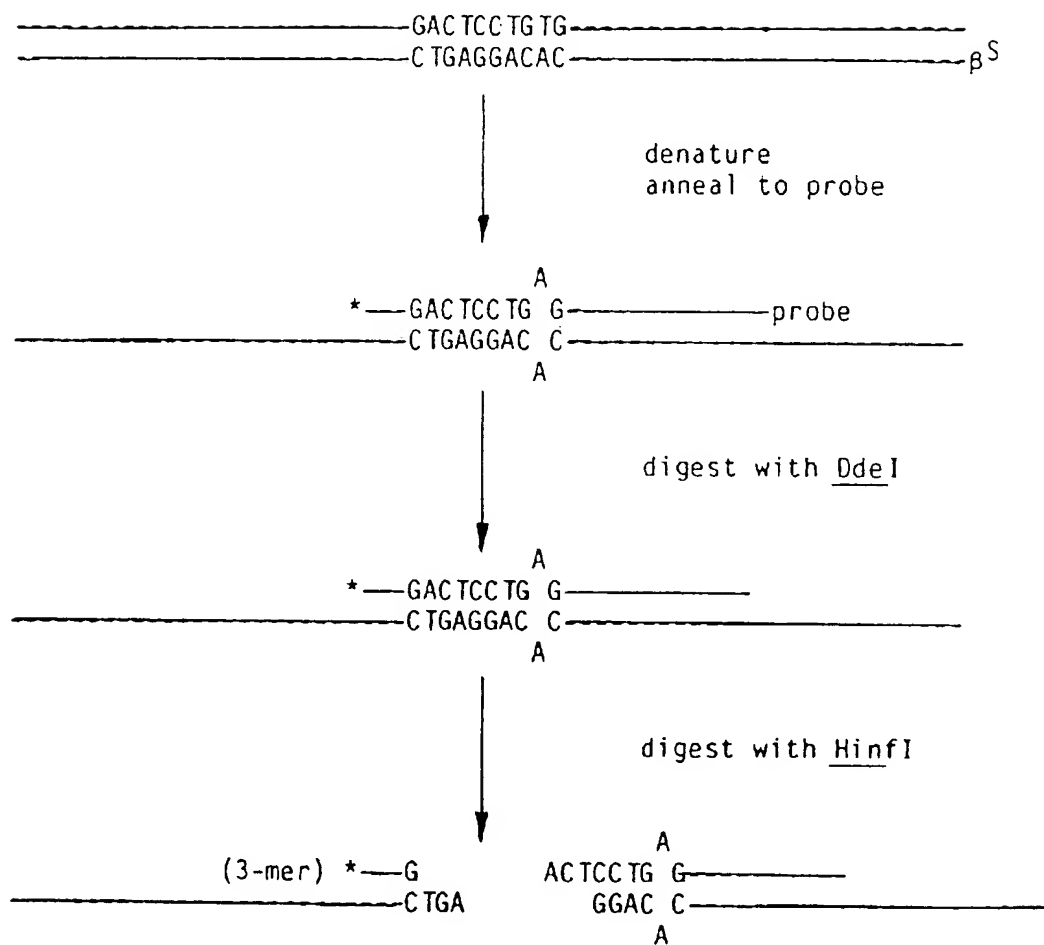 GACTCCTGTG
CTGAGGACAC βS
denature
anneal to probe
A
*—GACTCCTG G—probe
CTGAGGAC C
A
digest with DdeI
A
*—GACTCCTG G
CTGAGGAC C
A
digest with HinfI
A
(3-mer) *—G ACTCCTG G
CTGA GGAC C
A